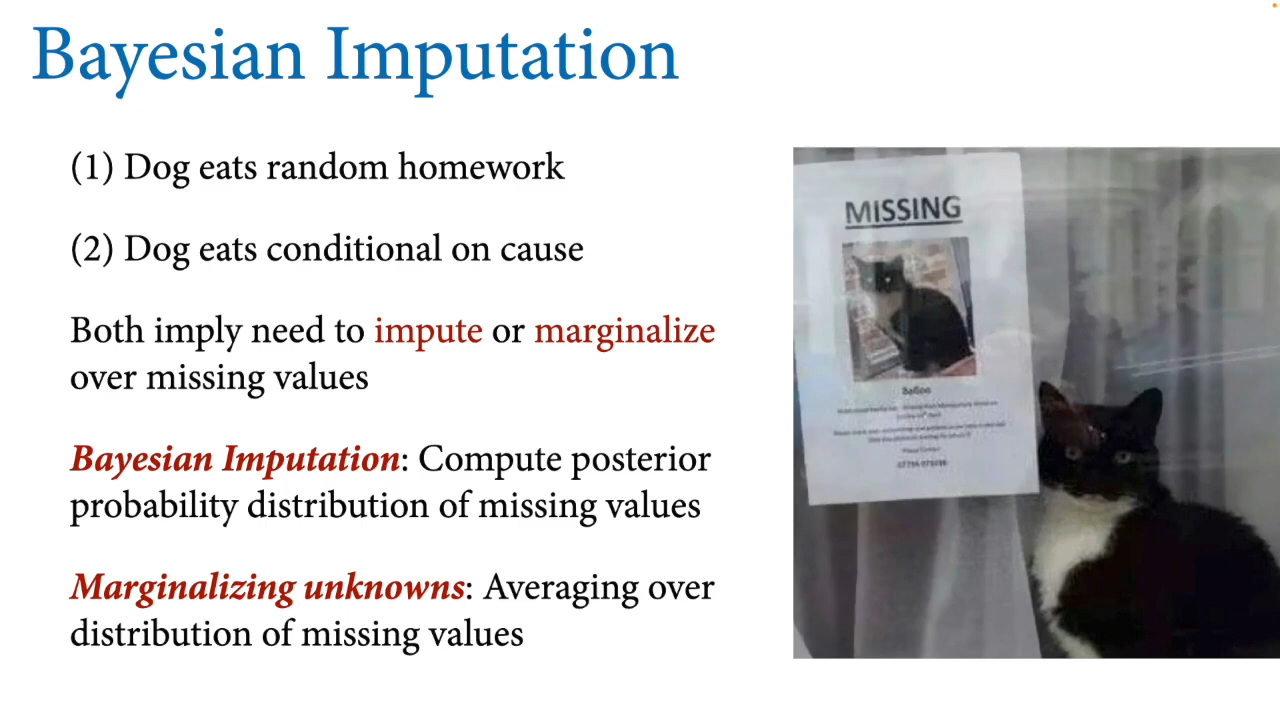 Bayesian Imputation
(1) Dog eats random homework
(2) Dog eats conditional on cause
Both imply need to impute or marginalize
over missing values
Bayesian Imputation: Compute posterior
probability distribution of missing values
Marginalizing unknowns: Averaging over
distribution of missing values
MISSING